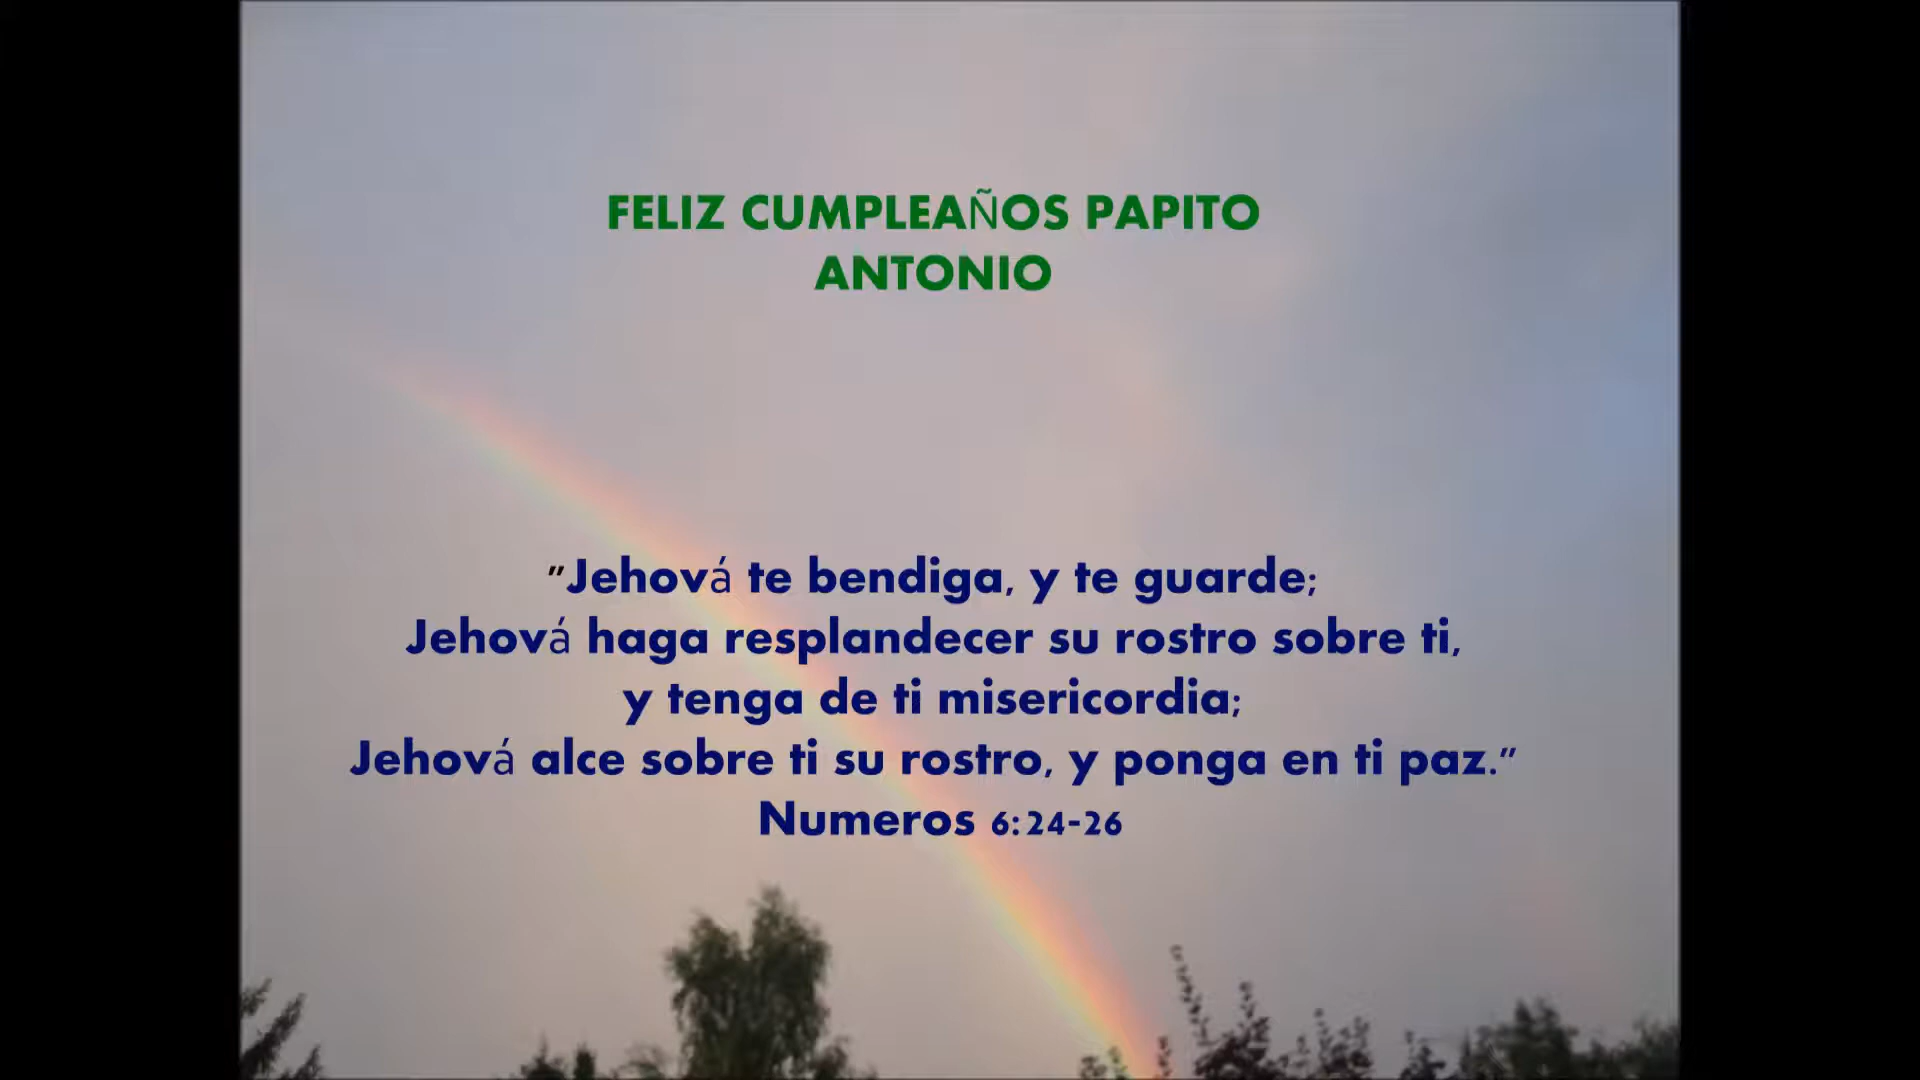 FELIZ CUMPLEAÑOS PAPITO
ANTONIO
"Jehová te bendiga, y te guarde;
Jehová haga resplandecer su rostro sobre ti,
y tenga de ti misericordia;
Jehová alce sobre ti su rostro, y ponga en ti paz."
Numeros 6:24-26